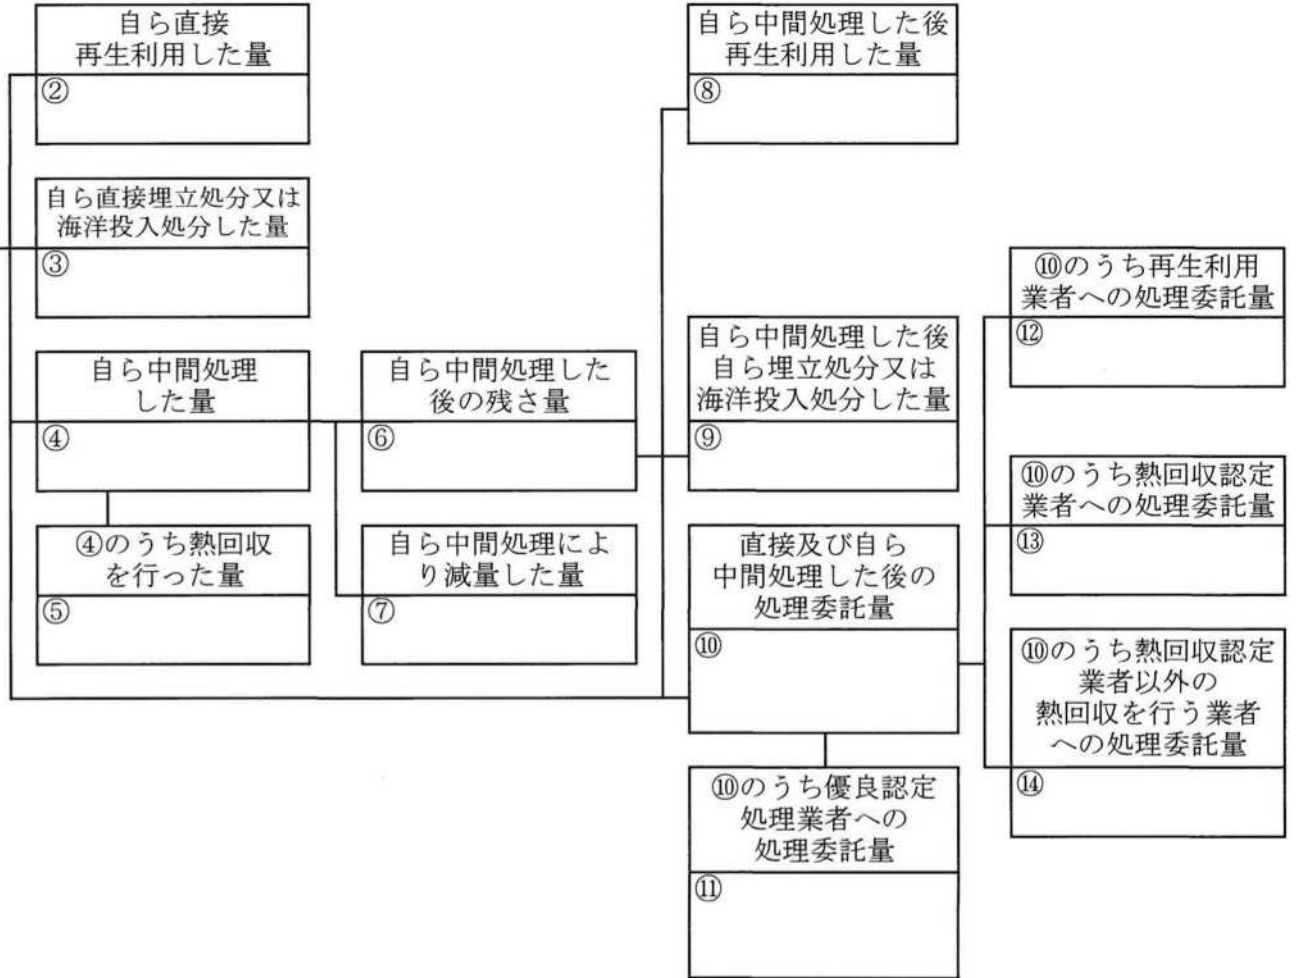 自ら直接
再生利用した量
②
自ら直接埋立処分又は
海洋投入処分した量
③
自ら中間処理
した量
④
④のうち熱回収
を行った量
⑤
自ら中間処理した
後の残さ量
⑥
自ら中間処理によ
り減量した量
⑦
自ら中間処理した後
再生利用した量
⑧
自ら中間処理した後
自ら埋立処分又は
海洋投入処分した量
⑨
直接及び自ら
中間処理した後の
処理委託量
⑩
⑩のうち優良認定
処理業者への
処理委託量
⑪
⑩のうち再生利用
業者への処理委託量
⑫
⑩のうち熱回収認定
業者への処理委託量
⑬
⑩のうち熱回収認定
業者以外の
熱回収を行う業者
への処理委託量
⑭